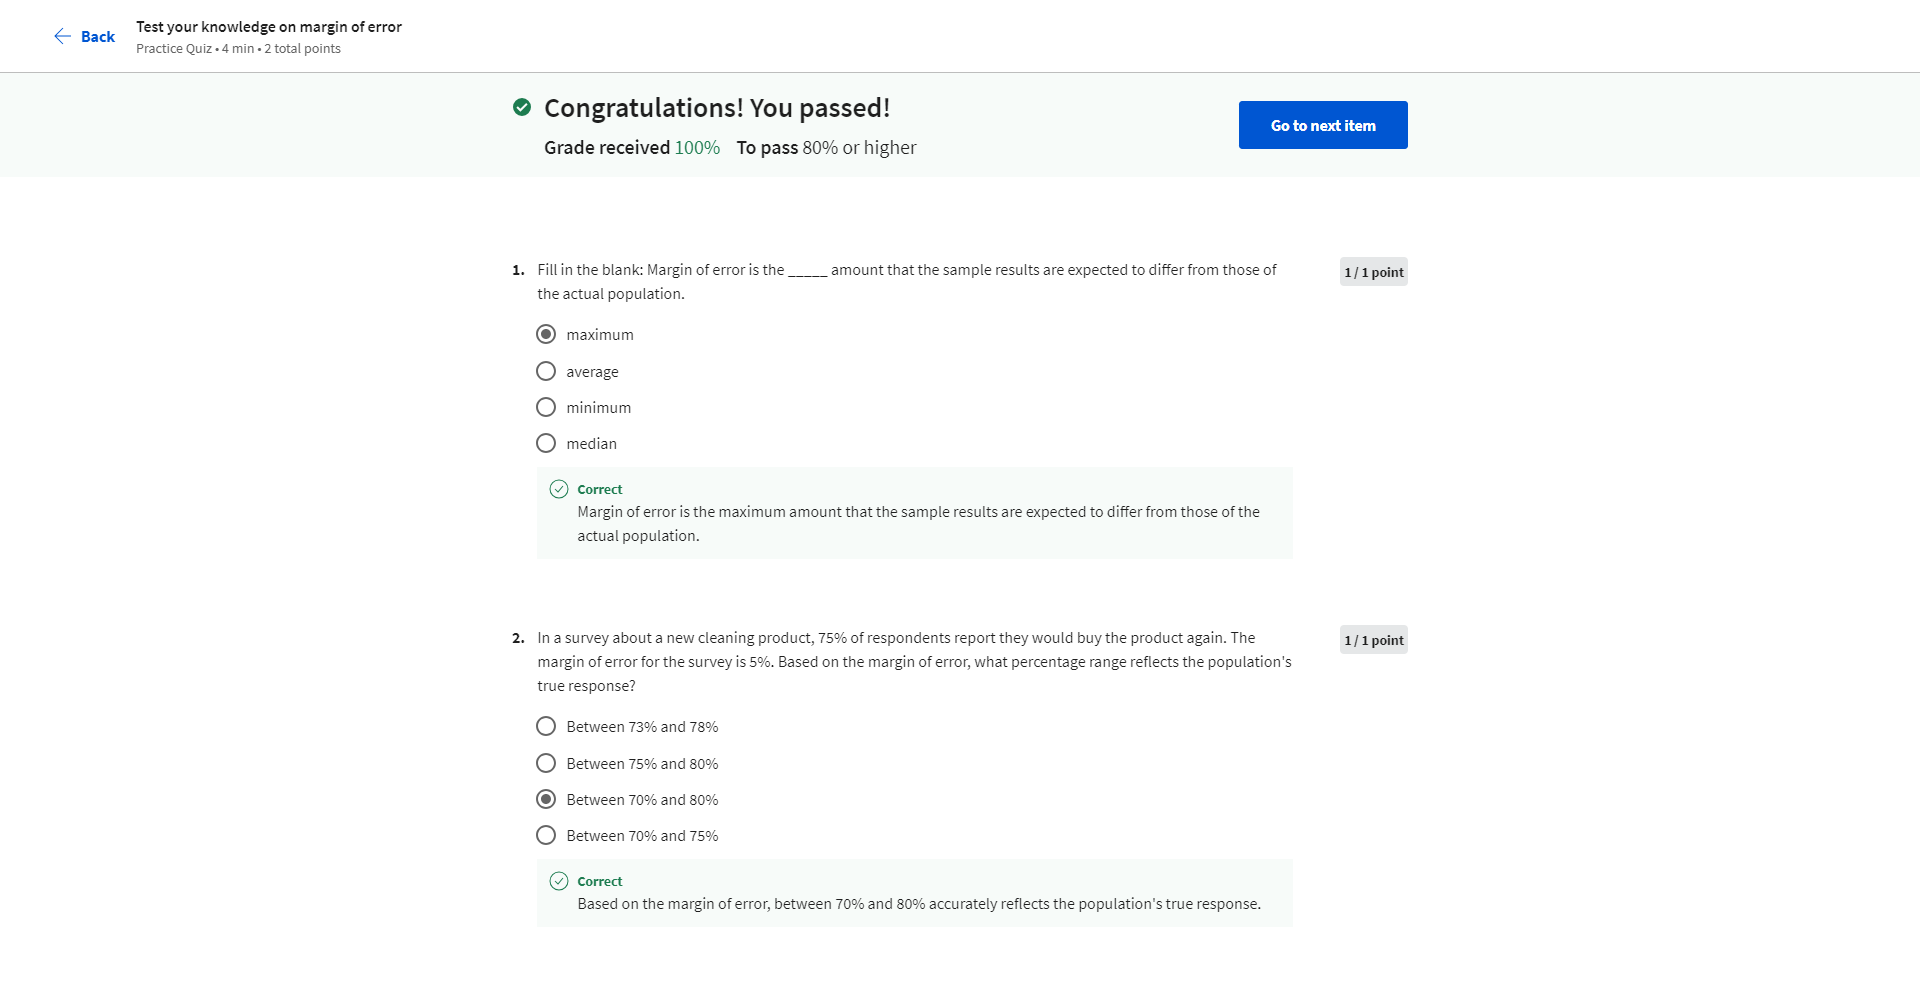 Back
Test your knowledge on margin of error
Practice Quiz • 4 min • 2 total points
Congratulations! You passed!
Grade received 100% To pass 80% or higher
Go to next item
1. Fill in the blank: Margin of error is the _____ amount that the sample results are expected to differ from those of
the actual population.
1 / 1 point
maximum
average
minimum
median
Correct
Margin of error is the maximum amount that the sample results are expected to differ from those of the
actual population.
2. In a survey about a new cleaning product, 75% of respondents report they would buy the product again. The
margin of error for the survey is 5%. Based on the margin of error, what percentage range reflects the population's
true response?
1 / 1 point
Between 73% and 78%
Between 75% and 80%
Between 70% and 80%
Between 70% and 75%
Correct
Based on the margin of error, between 70% and 80% accurately reflects the population's true response.